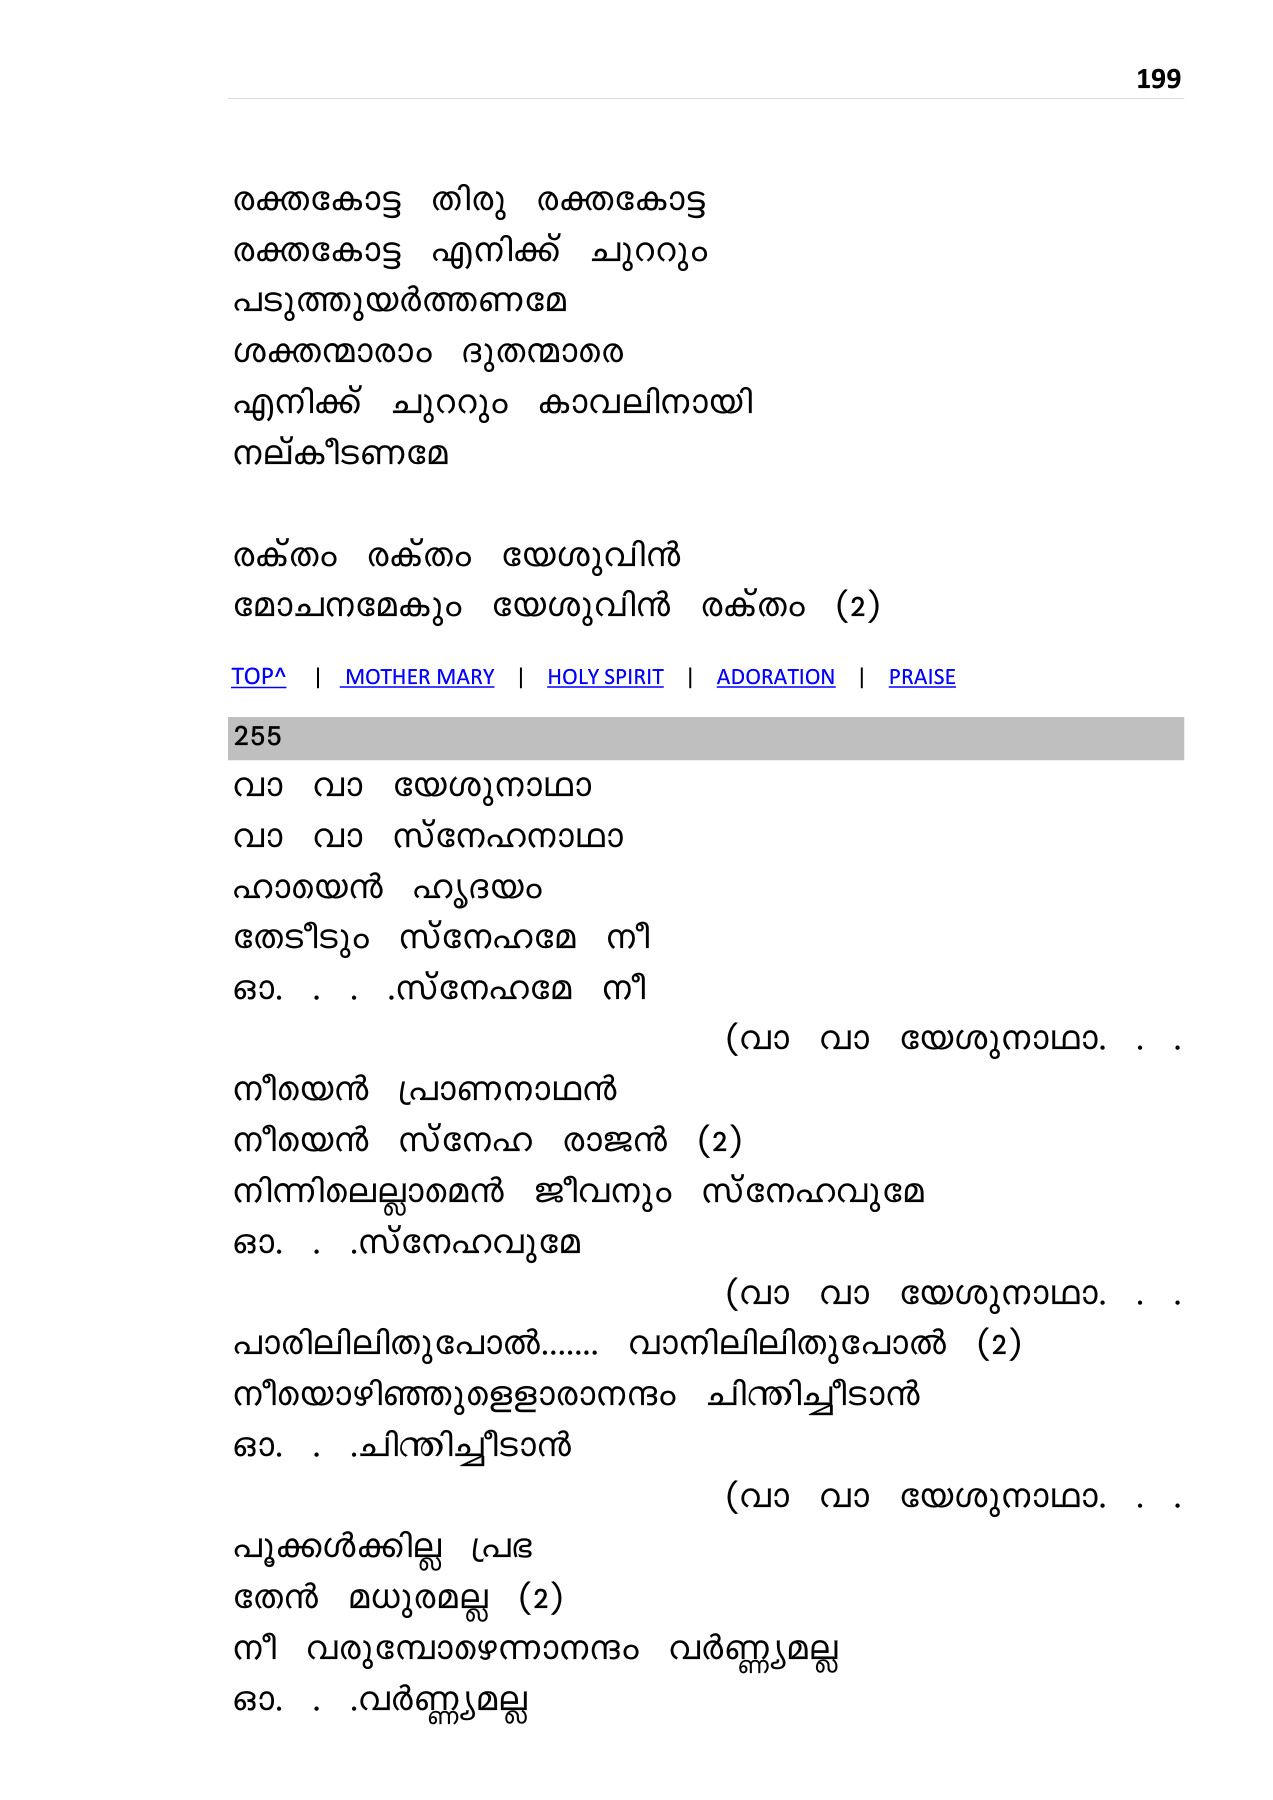 199
രക്തകോട്ട തിരു രക്തകോട്ട
രക്തകോട്ട എനിക്ക് ചുററും
പടുത്തുയർത്തണമേ
ശക്തന്മാരാം ദുതന്മാരെ
എനിക്ക് ചുററും കാവലിനായി
നല്കീടണമേ
രക്‌തം രക്‌തം യേശുവിൻ
മോചനമേകും യേശുവിൻ രക്‌തം (2)
TOP^ | MOTHER MARY | HOLY SPIRIT | ADORATION | PRAISE
255
വാ വാ യേശുനാഥാ
വാ വാ സ്നേഹനാഥാ
ഹായെൻ ഹൃദയം
തേടീടും സ്നേഹമേ നീ
ഓ. . . .സ്നേഹമേ നീ
(വാ വാ യേശുനാഥാ. . .
നീയെൻ പ്രാണനാഥൻ
നീയെൻ സ്നേഹ രാജൻ (2)
നിന്നിലെല്ലാമെൻ ജീവനും സ്നേഹവുമേ
ഓ. . .സ്നേഹവുമേ
(വാ വാ യേശുനാഥാ. . .
പാരിലിലിതുപോൽ....... വാനിലിലിതുപോൽ (2)
നീയൊഴിഞ്ഞുളെളാരാനന്ദം ചിന്തിച്ചീടാൻ
ഓ. . .ചിന്തിച്ചീടാൻ
(വാ വാ യേശുനാഥാ. . .
പൂക്കൾക്കില്ല പ്രഭ
തേൻ മധുരമല്ല (2)
നീ വരുമ്പോഴെന്നാനന്ദം വർണ്ണ്യമല്ല
ഓ. . .വർണ്ണ്യമല്ല